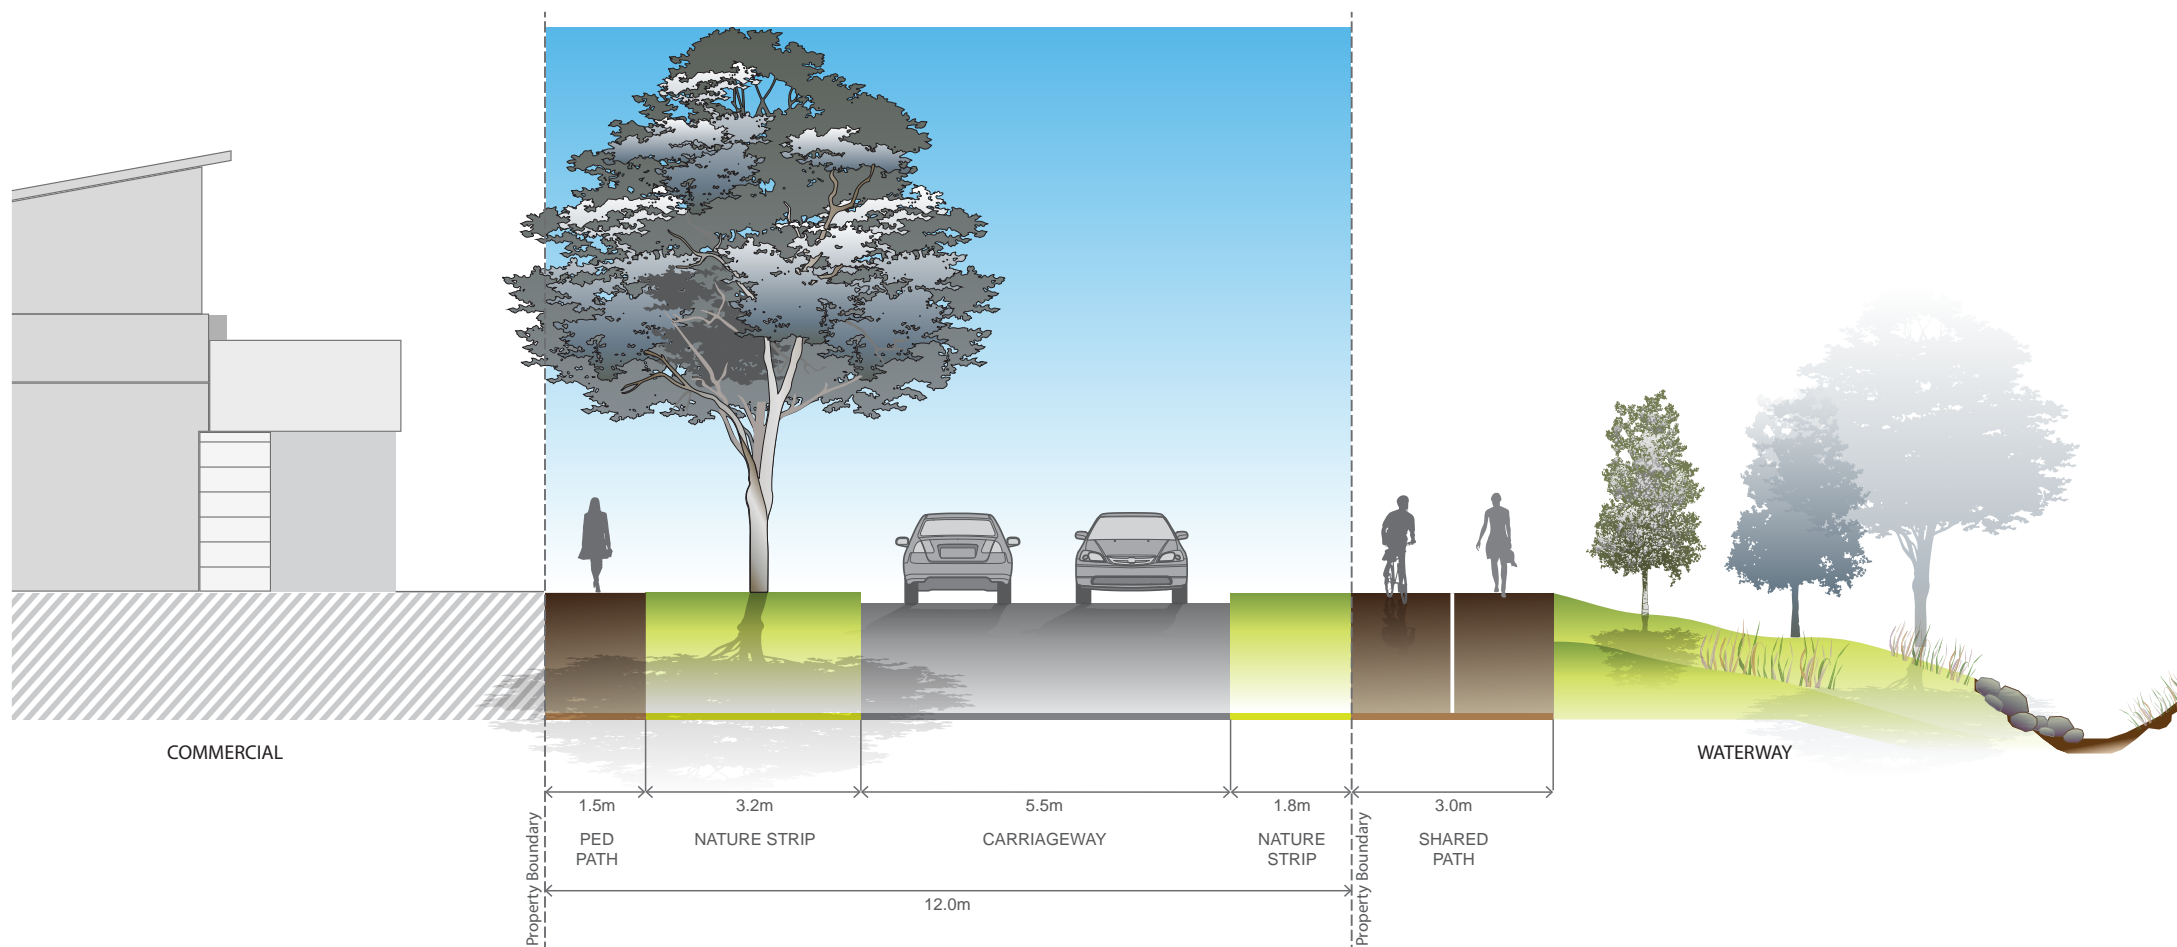 COMMERCIAL
WATERWAY
1.5m
3.2m
5.5m
1.8m
3.0m
PED
PATH
NATURE STRIP
CARRIAGEWAY
NATURE
STRIP
SHARED
PATH
Property Boundary
Property Boundary
12.0m